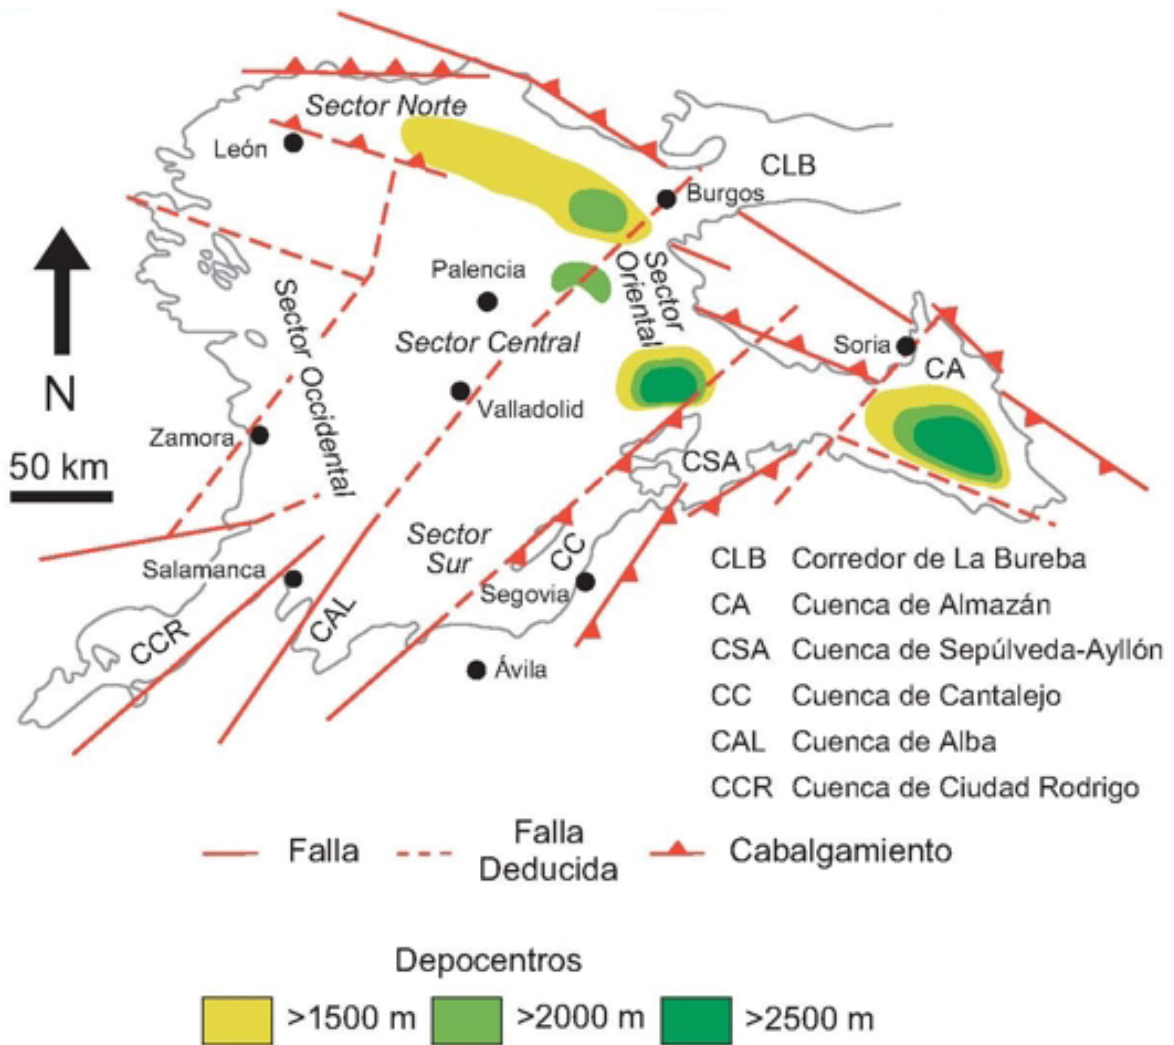 Sector Norte
León
CLB
Burgos
Palencia
Sector
Oriental
Sector Occidental
Sector Central
Soria
CA
N
Valladolid
Zamora
50 km
CSA
Sector
Sur
CC
Salamanca
Segovia
CAL
CCR
Ávila
CLB Corredor de La Bureba
CA Cuenca de Almazán
CSA Cuenca de Sepúlveda-Ayllón
CC Cuenca de Cantalejo
CAL Cuenca de Alba
CCR Cuenca de Ciudad Rodrigo
Falla
Falla
Deducida
Cabalgamiento
Depocentros
>1500 m
>2000 m
>2500 m